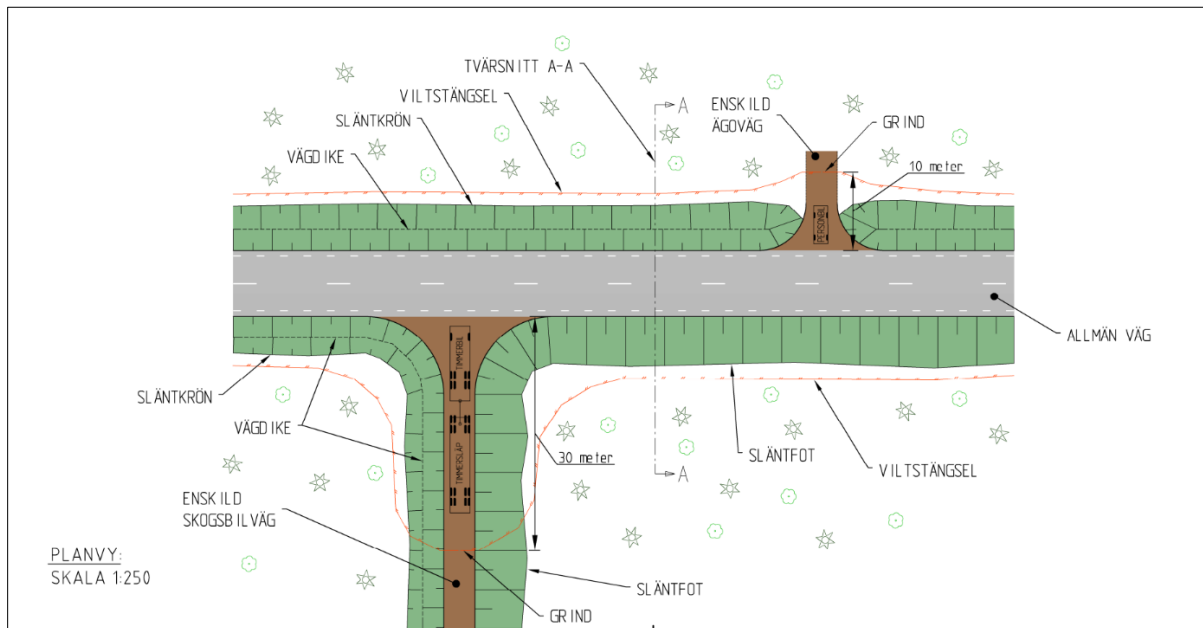 TVÄRSNITT A-A
VILTSTÄNGSEL
SLÄNTKRÖN
VÄGDIKE
A
ENSKILD
ÄGOVÄG
GRIND
10 meter
PERSONBIL
ALLMÄN VÄG
TIMMERBIL
SLÄNTKRÖN
VÄGDIKE
TIMMERSLÄP
30 meter
A
SLÄNTFOT
VILTSTÄNGSEL
ENSKILD
SKOGSBILVÄG
PLANVY:
SKALA 1:250
SLÄNTFOT
GRIND